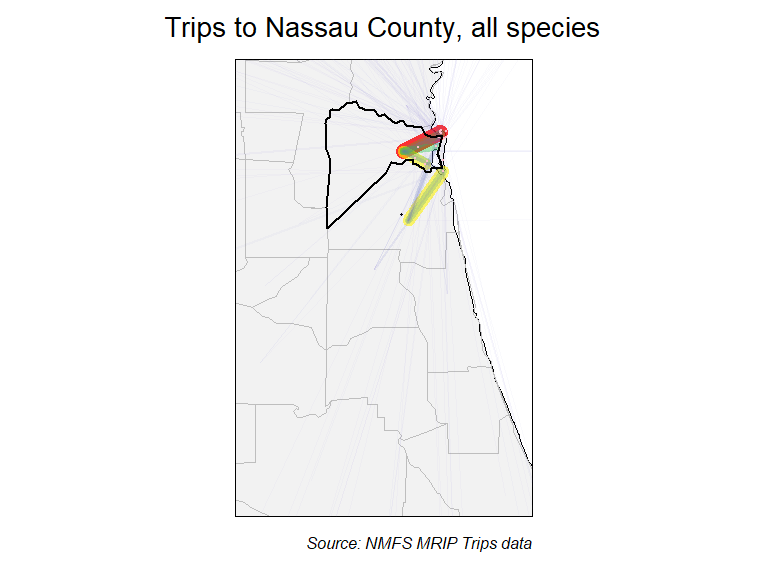 Trips to Nassau County, all species
Source: NMFS MRIP Trips data